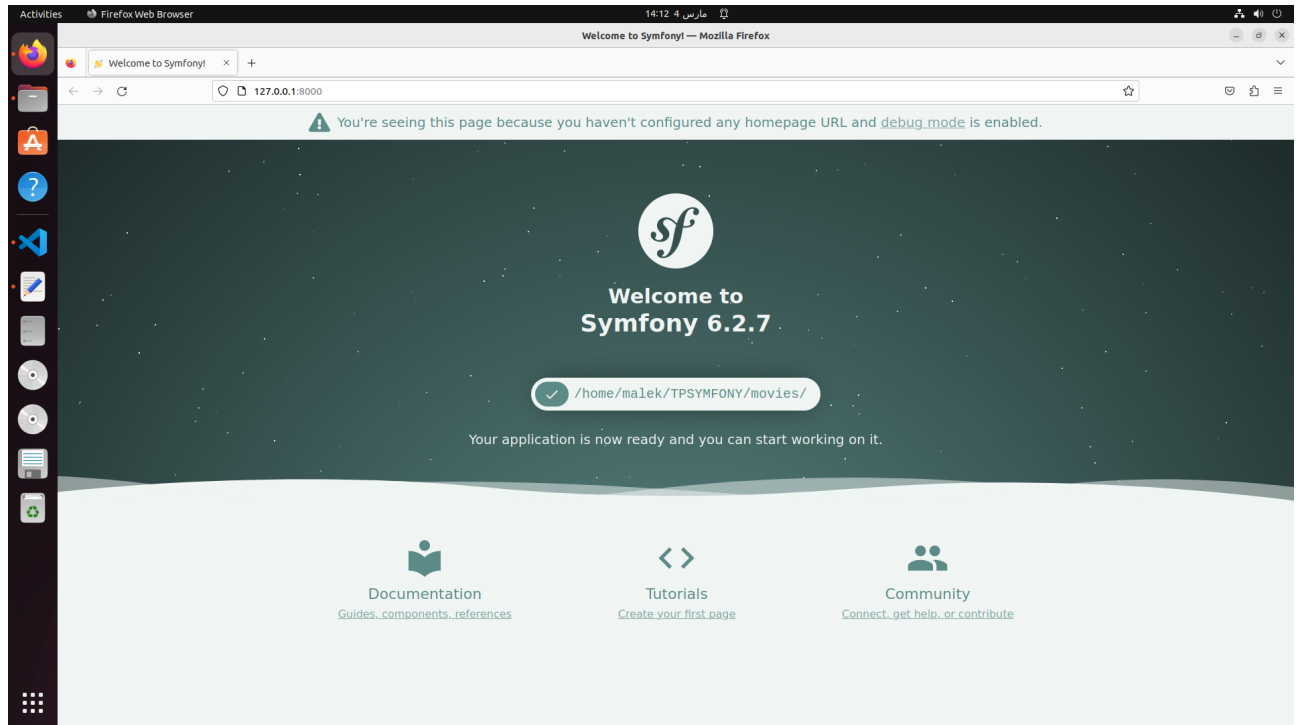 Activities Firefox Web Browser 14:12 4 مارس
Welcome to Symfony! — Mozilla Firefox
Welcome to Symfony!
127.0.0.1:8000
You're seeing this page because you haven't configured any homepage URL and debug mode is enabled.
sf
Welcome to
Symfony 6.2.7
/home/malek/TPSYMFONY/movies/
Your application is now ready and you can start working on it.
Documentation Tutorials Community
Guides, components, references Create your first page Connect, get help, or contribute